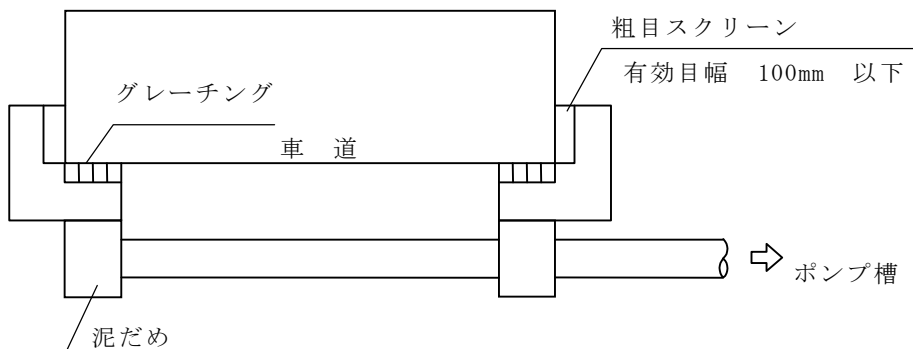 粗目スクリーン
有効目幅　100mm　以下
グレーチング
車　道
ポンプ槽
泥だめ